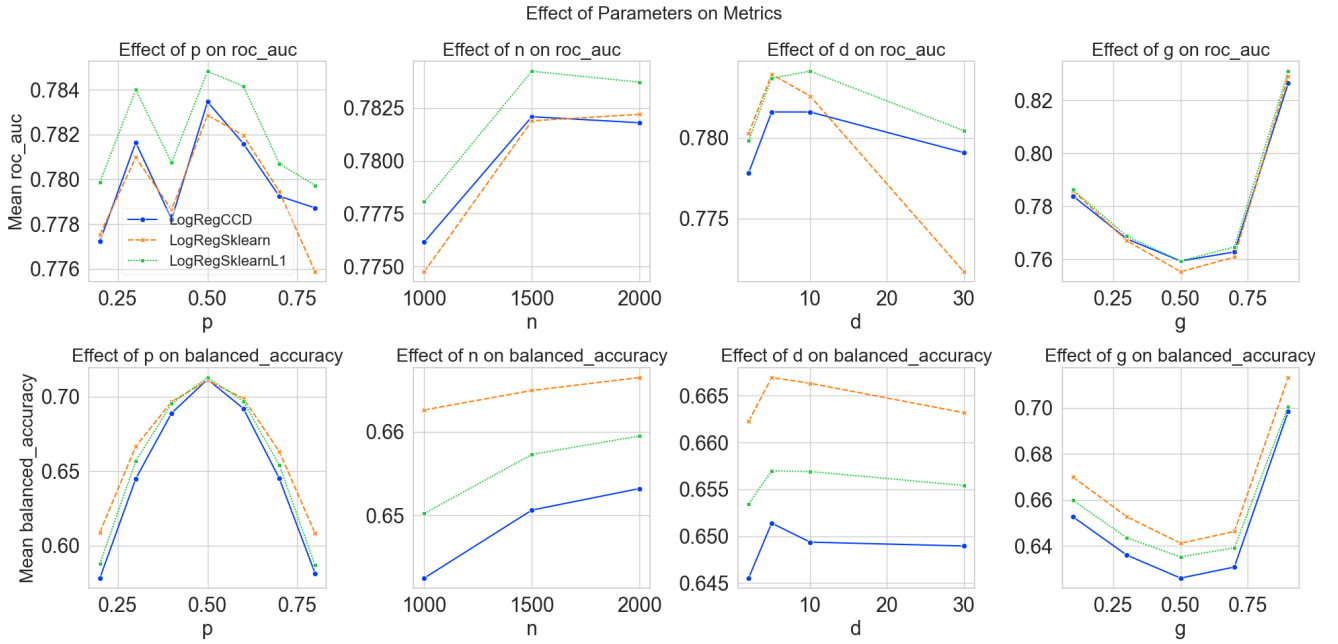 Effect of Parameters on Metrics
Effect of p on roc_auc
Mean roc_auc
0.784
0.782
0.780
0.778
0.776
LogRegCCD
LogRegSklearn
LogRegSklearnL1
0.25 0.50 0.75
p
Effect of n on roc_auc
0.7825
0.7800
0.7775
0.7750
1000 1500 2000
n
Effect of d on roc_auc
0.780
0.775
10 20 30
d
Effect of g on roc_auc
0.82
0.80
0.78
0.76
0.25 0.50 0.75
g
Effect of p on balanced_accuracy
Mean balanced_accuracy
0.70
0.65
0.60
0.25 0.50 0.75
p
Effect of n on balanced_accuracy
0.66
0.65
1000 1500 2000
n
Effect of d on balanced_accuracy
0.665
0.660
0.655
0.650
0.645
10 20 30
d
Effect of g on balanced_accuracy
0.70
0.68
0.66
0.64
0.25 0.50 0.75
g